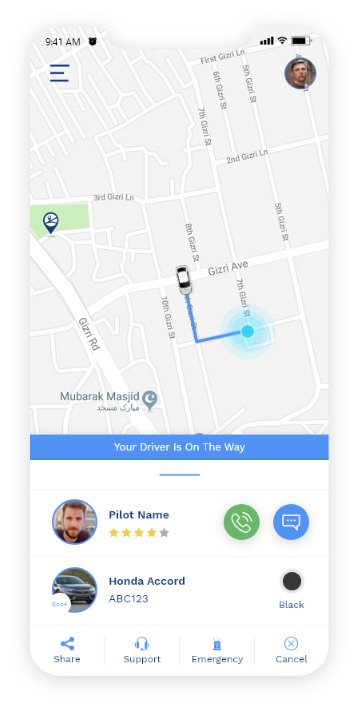 9:41 AM
First Gizri Ln
6th Gizri St
5th Gizri St
7th Gizri St
2nd Gizri Ln
3rd Gizri Ln
5th Gizri St
8th Gizri St
Gizri Ave
7th Gizri St
10th Gizri St
Gizri Rd
Mubarak Masjid
مبارک مسجد
Your Driver Is On The Way
Pilot Name
Honda Accord
ABC123
Eco+
Black
Share
Support
Emergency
Cancel